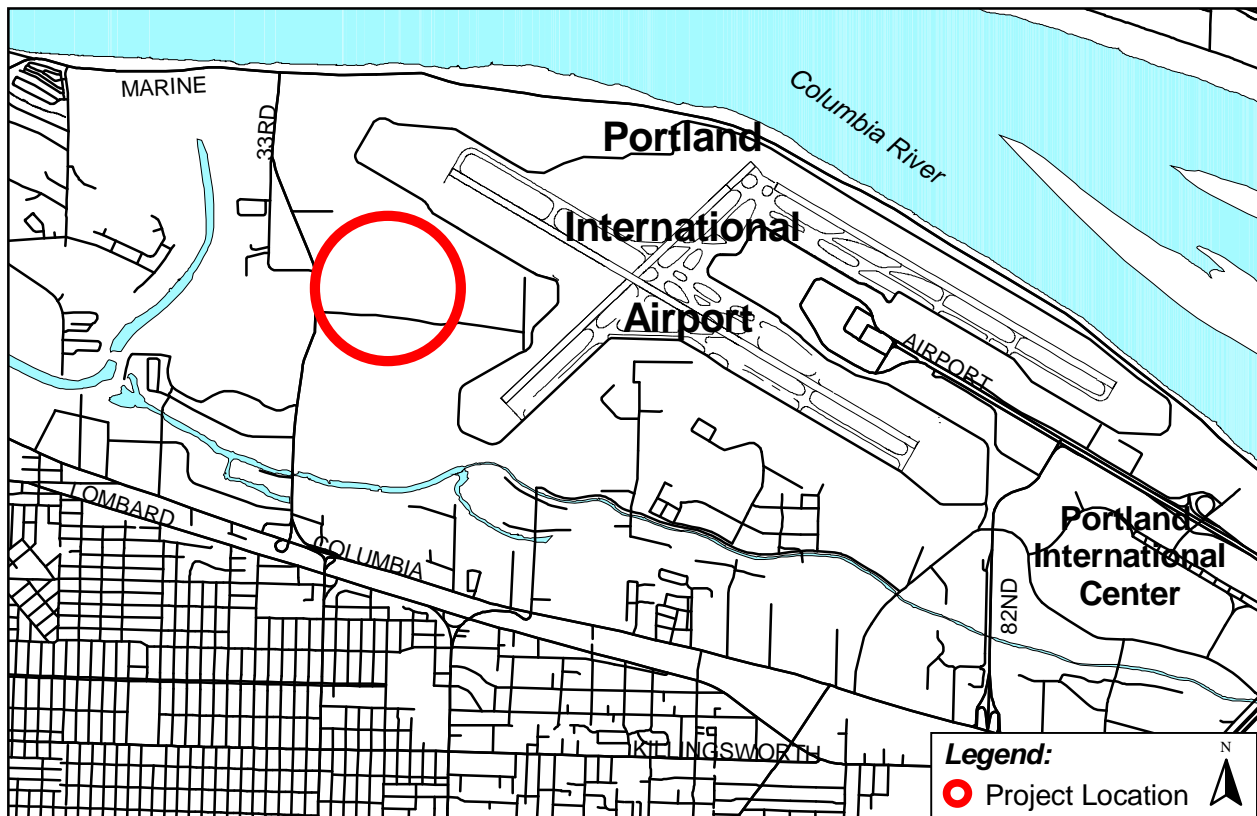 MARINE
33RD
Columbia River
Portland
International
Airport
AIRPORT
LOMBARD
COLUMBIA
82ND
Portland
International
Center
KILLINGSWORTH
Legend:
Project Location
N